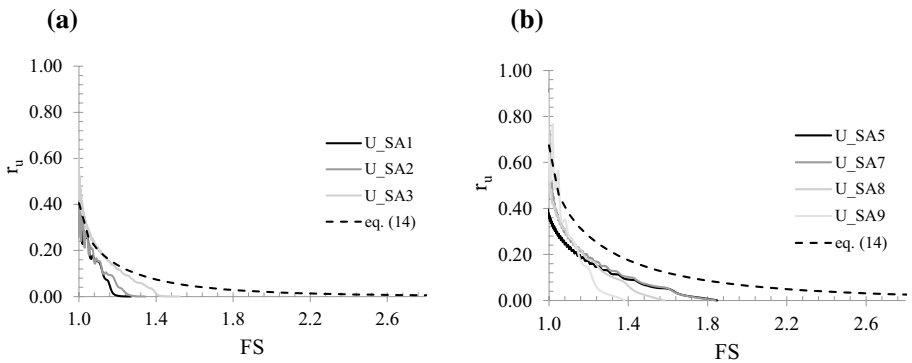 (a)
1.00
0.80
0.60
0.40
0.20
0.00
r_u
1.0 1.4 1.8 2.2 2.6
FS
U_SA1
U_SA2
U_SA3
eq. (14)
(b)
1.00
0.80
0.60
0.40
0.20
0.00
r_u
1.0 1.4 1.8 2.2 2.6
FS
U_SA5
U_SA7
U_SA8
U_SA9
eq. (14)